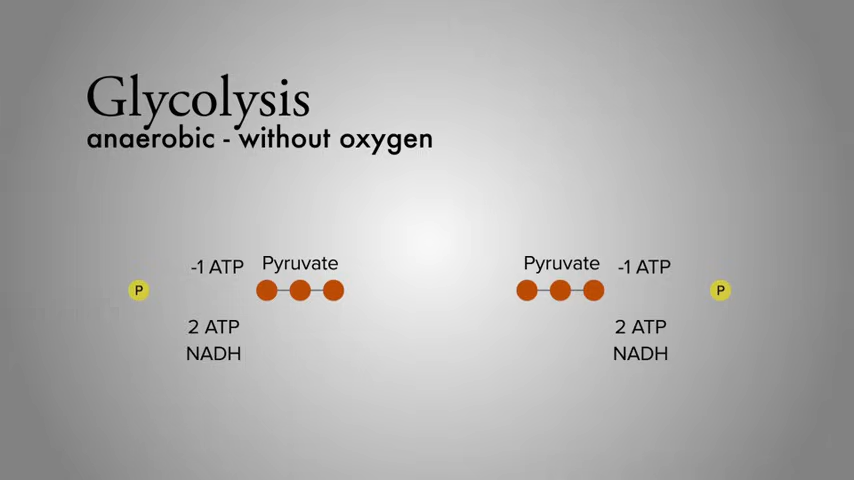 Glycolysis
anaerobic - without oxygen
-1 ATP Pyruvate Pyruvate -1 ATP
P P
2 ATP 2 ATP
NADH NADH